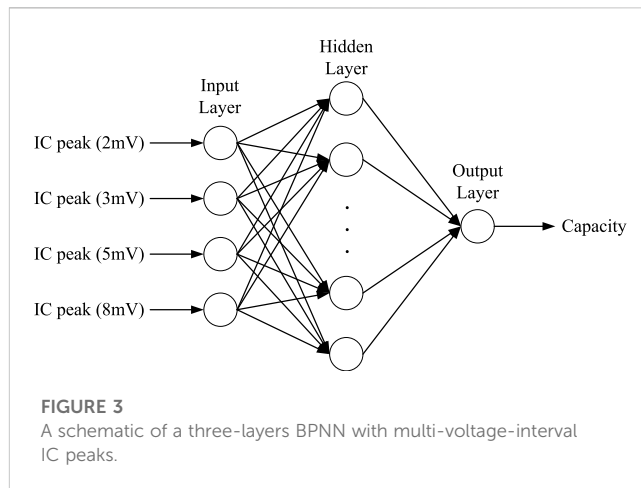 Hidden
Layer
Input
Layer
IC peak (2mV)
IC peak (3mV)
IC peak (5mV)
IC peak (8mV)
Output
Layer
Capacity
FIGURE 3
A schematic of a three-layers BPNN with multi-voltage-interval
IC peaks.